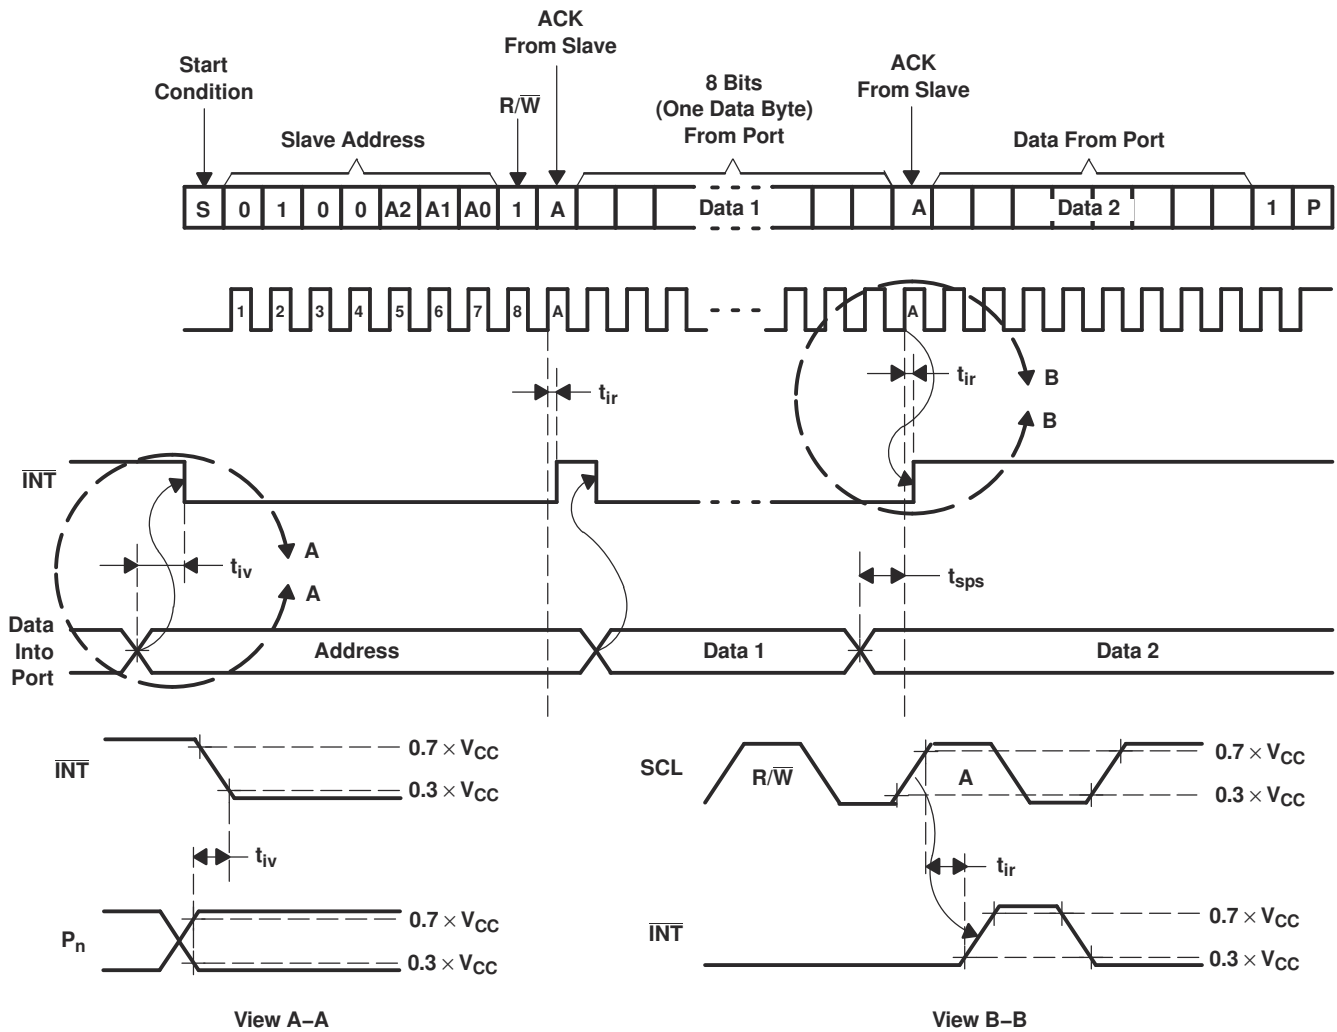 ACK
From Slave
Start
Condition
R/W̅
8 Bits
(One Data Byte)
From Port
ACK
From Slave
Slave Address
Data From Port
S 0 1 0 0 A2 A1 A0 1 A Data 1 A Data 2 1 P
1 2 3 4 5 6 7 8 A A
tir
tir
B
B
I̅N̅T̅
tiv
A
A
tsps
Data
Into
Port
Address
Data 1
Data 2
I̅N̅T̅
0.7 × VCC
0.3 × VCC
tiv
Pn
0.7 × VCC
0.3 × VCC
View A–A
SCL
R/W̅
A
0.7 × VCC
0.3 × VCC
tir
I̅N̅T̅
0.7 × VCC
0.3 × VCC
View B–B